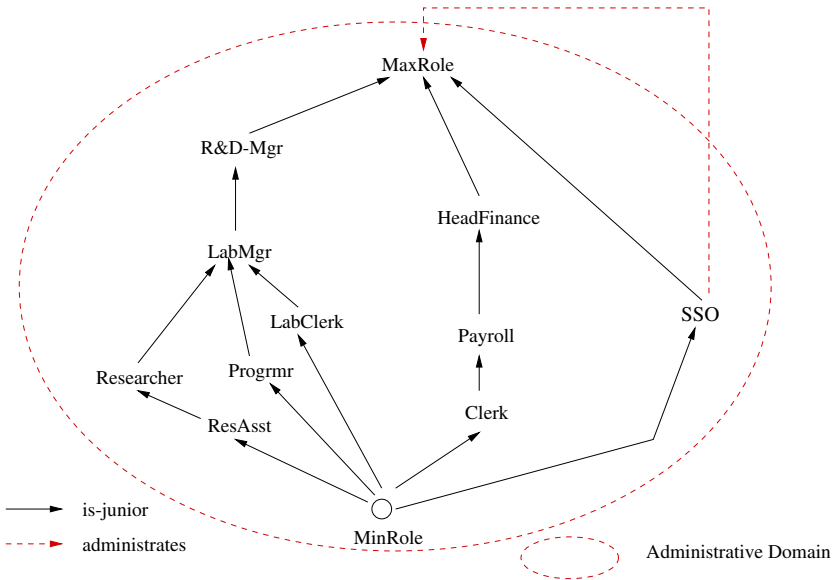 MaxRole
R&D-Mgr
HeadFinance
LabMgr
SSO
LabClerk
Payroll
Researcher
Progrmr
Clerk
ResAsst
is-junior
MinRole
administrates
Administrative Domain